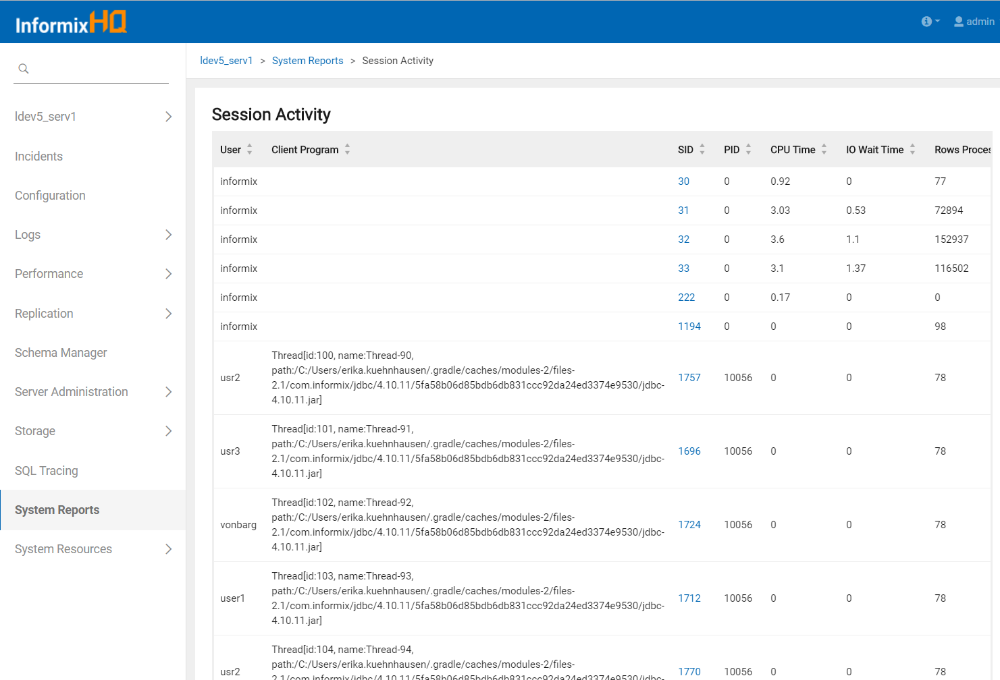 InformixHQ
admin
ldev5_serv1 > System Reports > Session Activity
ldev5_serv1
Incidents
Configuration
Logs
Performance
Replication
Schema Manager
Server Administration
Storage
SQL Tracing
System Reports
System Resources
Session Activity
User Client Program SID PID CPU Time IO Wait Time Rows Proces
informix 30 0 0.92 0 77
informix 31 0 3.03 0.53 72894
informix 32 0 3.6 1.1 152937
informix 33 0 3.1 1.37 116502
informix 222 0 0.17 0 0
informix 1194 0 0 0 98
Thread[id:100, name:Thread-90,
path:/C:/Users/erika.kuehnhausen/.gradle/caches/modules-2/files-
usr2 1757 10056 0 0 78
2.1/com.informix/jdbc/4.10.11/5fa58b06d85bdb6db831ccc92da24ed3374e9530/jdbc-
4.10.11.jar]
Thread[id:101, name:Thread-91,
path:/C:/Users/erika.kuehnhausen/.gradle/caches/modules-2/files-
usr3 1696 10056 0 0 78
2.1/com.informix/jdbc/4.10.11/5fa58b06d85bdb6db831ccc92da24ed3374e9530/jdbc-
4.10.11.jar]
Thread[id:102, name:Thread-92,
path:/C:/Users/erika.kuehnhausen/.gradle/caches/modules-2/files-
vonbarg 1724 10056 0 0 78
2.1/com.informix/jdbc/4.10.11/5fa58b06d85bdb6db831ccc92da24ed3374e9530/jdbc-
4.10.11.jar]
Thread[id:103, name:Thread-93,
path:/C:/Users/erika.kuehnhausen/.gradle/caches/modules-2/files-
user1 1712 10056 0 0 78
2.1/com.informix/jdbc/4.10.11/5fa58b06d85bdb6db831ccc92da24ed3374e9530/jdbc-
4.10.11.jar]
Thread[id:104, name:Thread-94,
path:/C:/Users/erika.kuehnhausen/.gradle/caches/modules-2/files-
usr2 1770 10056 0 0 78
2.1/com.informix/jdbc/4.10.11/5fa58b06d85bdb6db831ccc92da24ed3374e9530/jdbc-